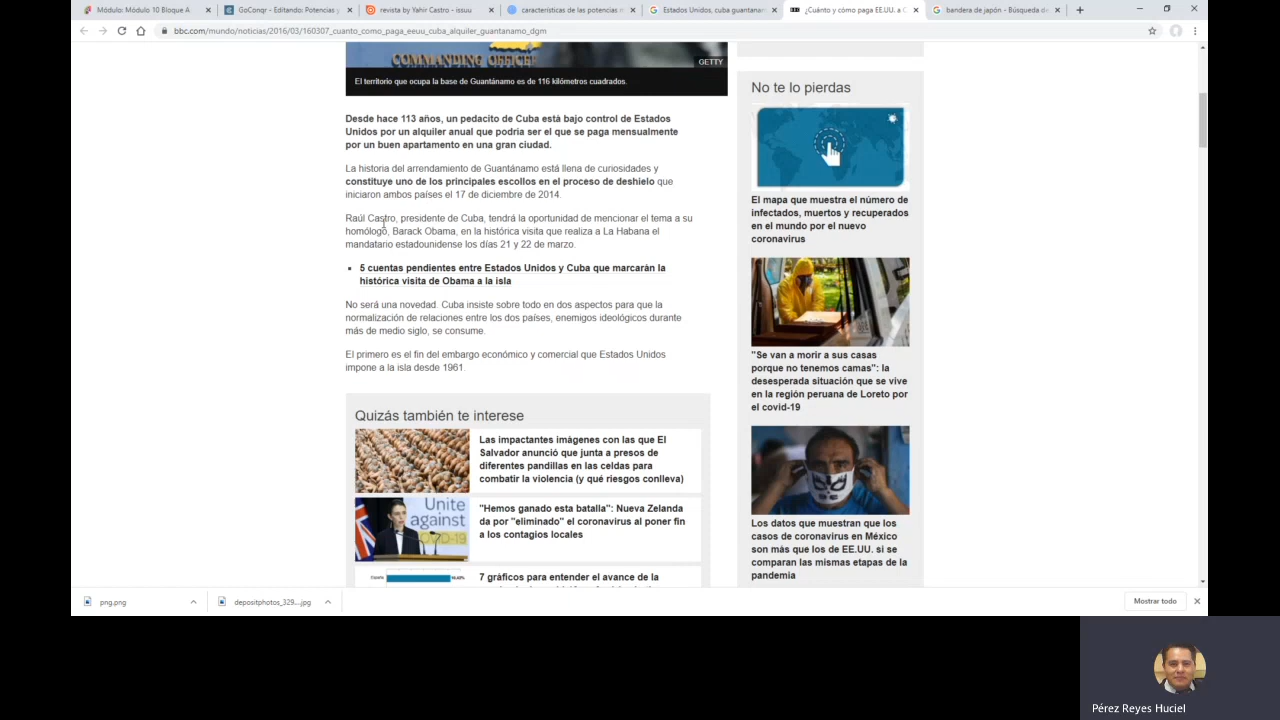 Módulo: Módulo 10 Bloque A
GoConqr - Editando: Potencias y
revista by Yahir Castro - issuu
características de las potencias m
Estados Unidos, cuba guantanam
¿Cuánto y cómo paga EE.UU. a C
bandera de japón - Búsqueda de
bbc.com/mundo/noticias/2016/03/160307_cuanto_como_paga_eeuu_cuba_alquiler_guantanamo_dgm
COMMANDING OFFICER
GETTY
El territorio que ocupa la base de Guantánamo es de 116 kilómetros cuadrados.
Desde hace 113 años, un pedacito de Cuba está bajo control de Estados
Unidos por un alquiler anual que podría ser el que se paga mensualmente
por un buen apartamento en una gran ciudad.
La historia del arrendamiento de Guantánamo está llena de curiosidades y
constituye uno de los principales escollos en el proceso de deshielo que
iniciaron ambos países el 17 de diciembre de 2014.
Raúl Castro, presidente de Cuba, tendrá la oportunidad de mencionar el tema a su
homólogo, Barack Obama, en la histórica visita que realiza a La Habana el
mandatario estadounidense los días 21 y 22 de marzo.
5 cuentas pendientes entre Estados Unidos y Cuba que marcarán la
histórica visita de Obama a la isla
No será una novedad. Cuba insiste sobre todo en dos aspectos para que la
normalización de relaciones entre los dos países, enemigos ideológicos durante
más de medio siglo, se consume.
El primero es el fin del embargo económico y comercial que Estados Unidos
impone a la isla desde 1961.
Quizás también te interese
Las impactantes imágenes con las que El
Salvador anunció que junta a presos de
diferentes pandillas en las celdas para
combatir la violencia (y qué riesgos conlleva)
Unite
against
COVID-19
"Hemos ganado esta batalla": Nueva Zelanda
da por "eliminado" el coronavirus al poner fin
a los contagios locales
7 gráficos para entender el avance de la
No te lo pierdas
El mapa que muestra el número de
infectados, muertos y recuperados
en el mundo por el nuevo
coronavirus
"Se van a morir a sus casas
porque no tenemos camas": la
desesperada situación que se vive
en la región peruana de Loreto por
el covid-19
Los datos que muestran que los
casos de coronavirus en México
son más que los de EE.UU. si se
comparan las mismas etapas de la
pandemia
png.png
depositphotos_329....jpg
Mostrar todo
Pérez Reyes Huciel